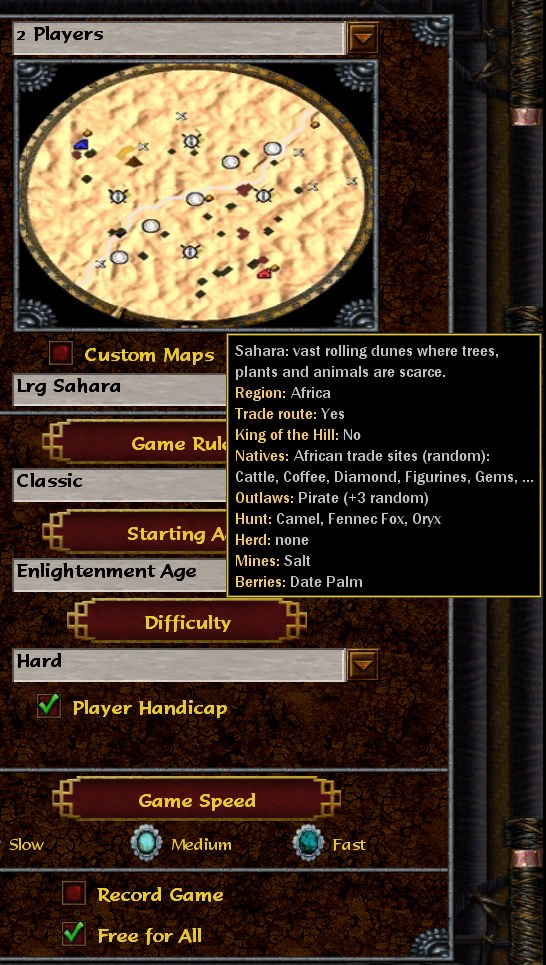 2 Players
Custom Maps
Lrg Sahara
Sahara: vast rolling dunes where trees,
plants and animals are scarce.
Region: Africa
Trade route: Yes
King of the Hill: No
Natives: African trade sites (random):
Cattle, Coffee, Diamond, Figurines, Gems, ...
Outlaws: Pirate (+3 random)
Hunt: Camel, Fennec Fox, Oryx
Herd: none
Mines: Salt
Berries: Date Palm
Game Rul
Classic
Starting A
Enlightenment Age
Difficulty
Hard
Player Handicap
Game Speed
Slow Medium Fast
Record Game
Free for All